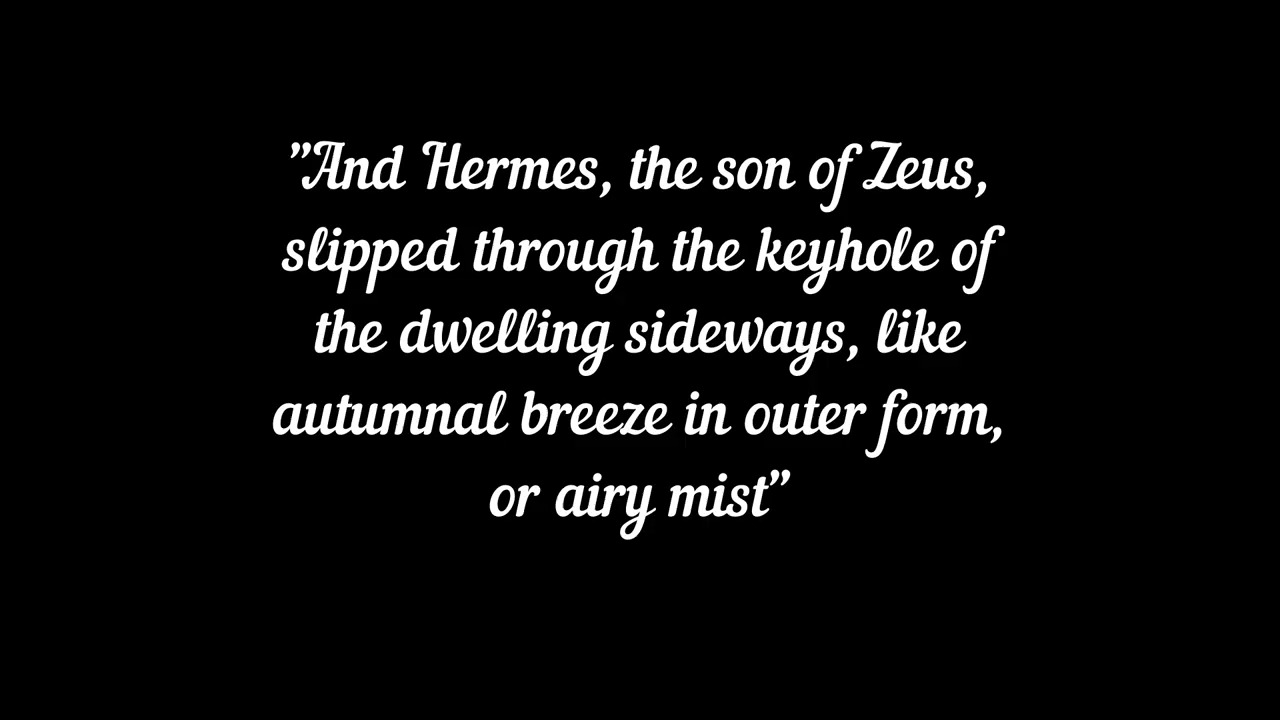 ”And Hermes, the son of Zeus,
slipped through the keyhole of
the dwelling sideways, like
autumnal breeze in outer form,
or airy mist”